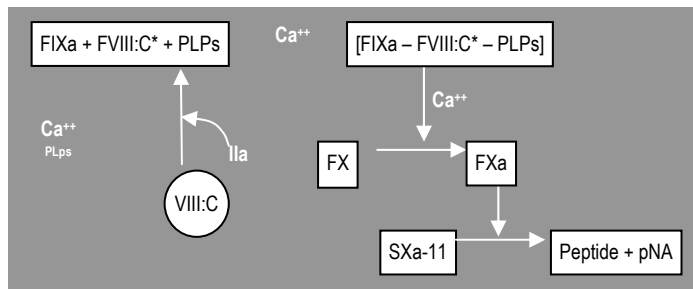 FIXa + FVIII:C* + PLPs
Ca⁺⁺
[FIXa – FVIII:C* – PLPs]
Ca⁺⁺
Ca⁺⁺
PLps
IIa
FX
FXa
VIII:C
SXa-11
Peptide + pNA